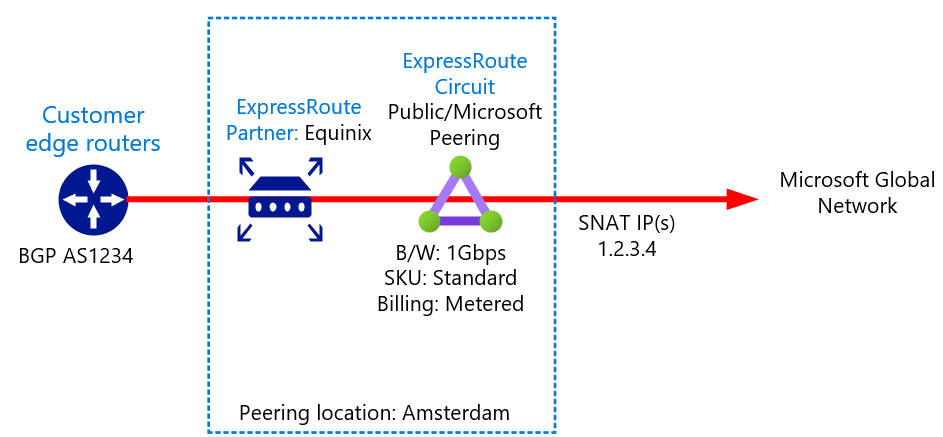 Customer
edge routers
BGP AS1234
ExpressRoute
Partner: Equinix
ExpressRoute
Circuit
Public/Microsoft
Peering
B/W: 1Gbps
SKU: Standard
Billing: Metered
Peering location: Amsterdam
SNAT IP(s)
1.2.3.4
Microsoft Global
Network